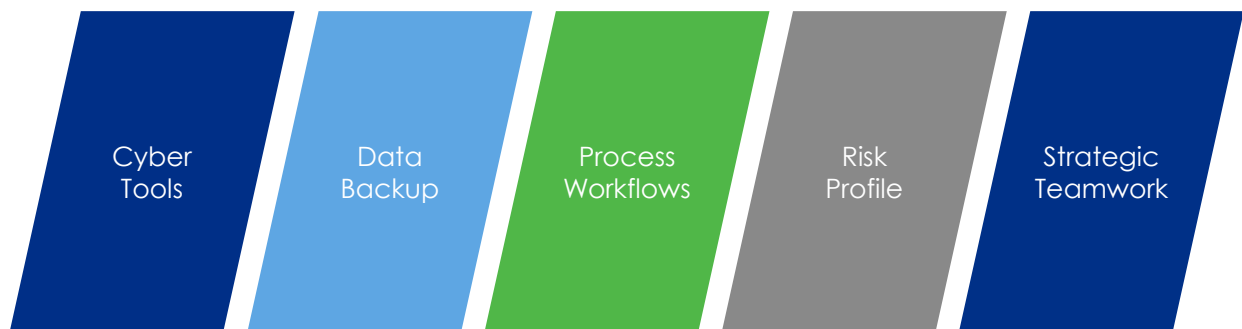 Cyber
Tools
Data
Backup
Process
Workflows
Risk
Profile
Strategic
Teamwork